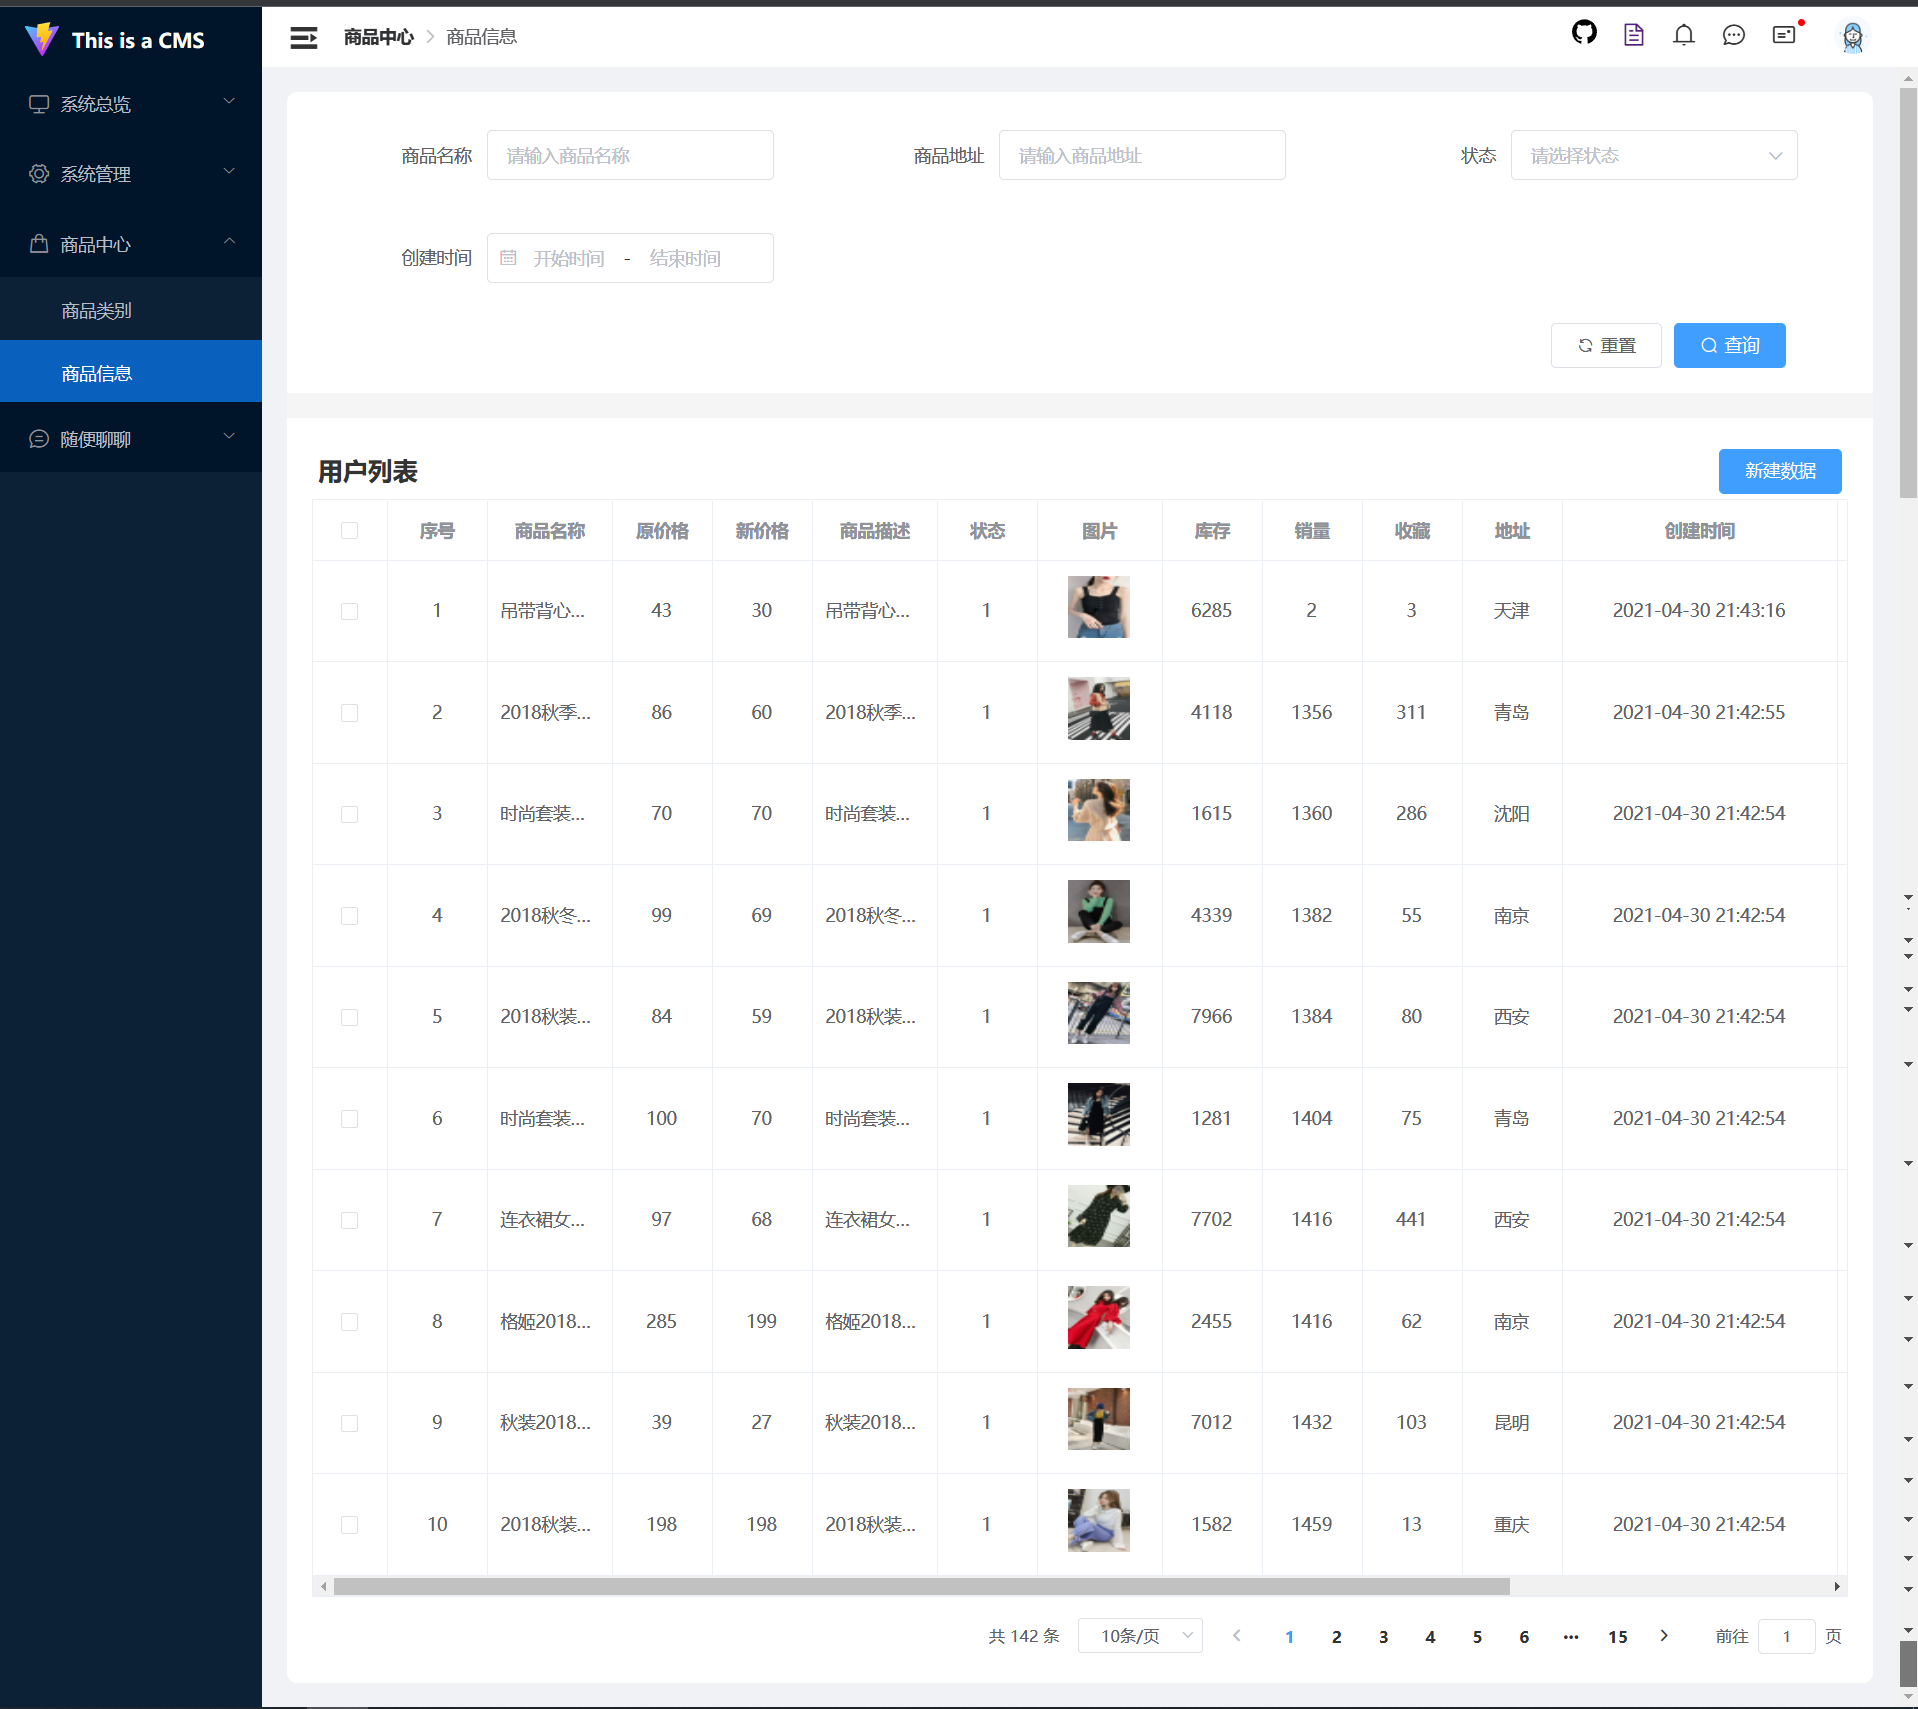 This is a CMS
商品中心 > 商品信息
系统总览
系统管理
商品中心
商品类别
商品信息
随便聊聊
商品名称 请输入商品名称 商品地址 请输入商品地址 状态 请选择状态
创建时间 开始时间 - 结束时间
重置 查询
用户列表 新建数据
序号 商品名称 原价格 新价格 商品描述 状态 图片 库存 销量 收藏 地址 创建时间
1 吊带背心... 43 30 吊带背心... 1 6285 2 3 天津 2021-04-30 21:43:16
2 2018秋季... 86 60 2018秋季... 1 4118 1356 311 青岛 2021-04-30 21:42:55
3 时尚套装... 70 70 时尚套装... 1 1615 1360 286 沈阳 2021-04-30 21:42:54
4 2018秋冬... 99 69 2018秋冬... 1 4339 1382 55 南京 2021-04-30 21:42:54
5 2018秋装... 84 59 2018秋装... 1 7966 1384 80 西安 2021-04-30 21:42:54
6 时尚套装... 100 70 时尚套装... 1 1281 1404 75 青岛 2021-04-30 21:42:54
7 连衣裙女... 97 68 连衣裙女... 1 7702 1416 441 西安 2021-04-30 21:42:54
8 格姬2018... 285 199 格姬2018... 1 2455 1416 62 南京 2021-04-30 21:42:54
9 秋装2018... 39 27 秋装2018... 1 7012 1432 103 昆明 2021-04-30 21:42:54
10 2018秋装... 198 198 2018秋装... 1 1582 1459 13 重庆 2021-04-30 21:42:54
共 142 条 10条/页 1 2 3 4 5 6 ... 15 前往 1 页